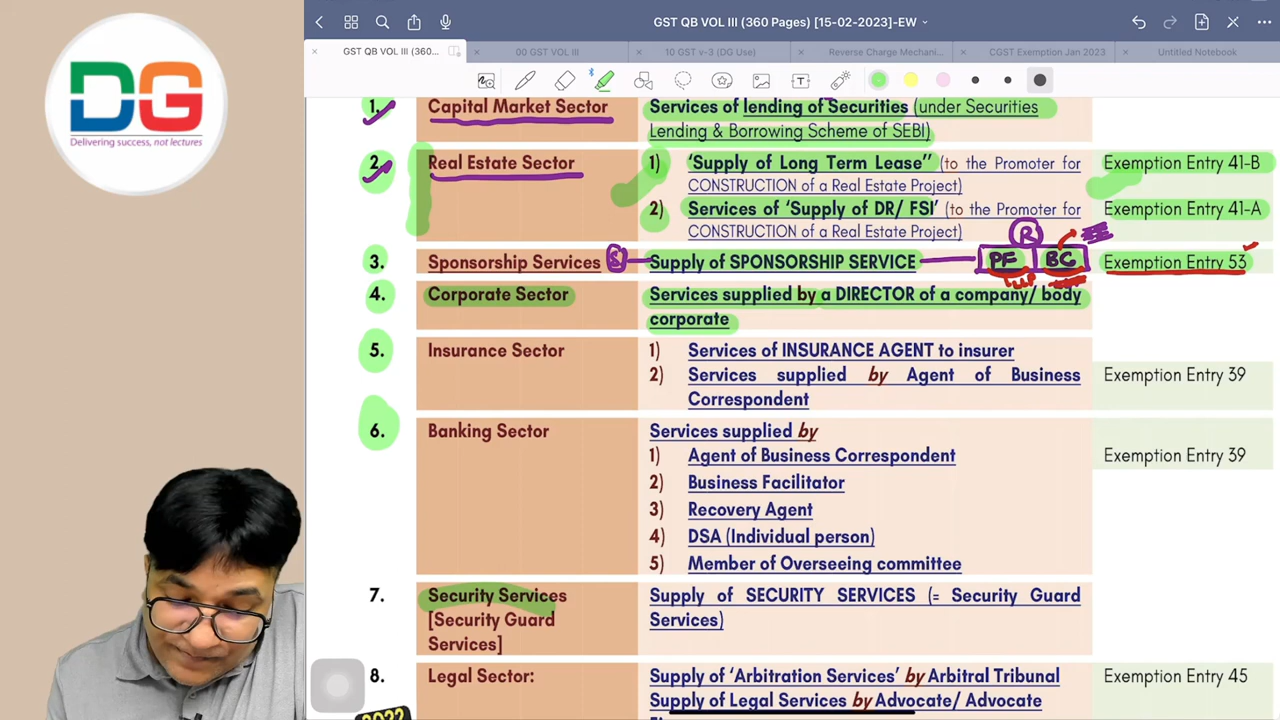 DG
Delivering success, not lectures
GST QB VOL III (360 Pages) [15-02-2023]-EW
GST QB VOL III (360...
00 GST VOL III
10 GST v-3 (DG Use)
Reverse Charge Mechani...
CGST Exemption Jan 2023
Untitled Notebook
1. Capital Market Sector Services of lending of Securities (under Securities
Lending & Borrowing Scheme of SEBI)
2. Real Estate Sector 1) 'Supply of Long Term Lease'' (to the Promoter for Exemption Entry 41-B
CONSTRUCTION of a Real Estate Project)
2) Services of 'Supply of DR/ FSI' (to the Promoter for Exemption Entry 41-A
CONSTRUCTION of a Real Estate Project)
R
3. Sponsorship Services S Supply of SPONSORSHIP SERVICE PF BC Exemption Entry 53
4. Corporate Sector Services supplied by a DIRECTOR of a company/ body
corporate
5. Insurance Sector 1) Services of INSURANCE AGENT to insurer
2) Services supplied by Agent of Business Exemption Entry 39
Correspondent
6. Banking Sector Services supplied by
1) Agent of Business Correspondent Exemption Entry 39
2) Business Facilitator
3) Recovery Agent
4) DSA (Individual person)
5) Member of Overseeing committee
7. Security Services Supply of SECURITY SERVICES (= Security Guard
[Security Guard Services)
Services]
8. Legal Sector: Supply of 'Arbitration Services' by Arbitral Tribunal Exemption Entry 45
Supply of Legal Services by Advocate/ Advocate
2022